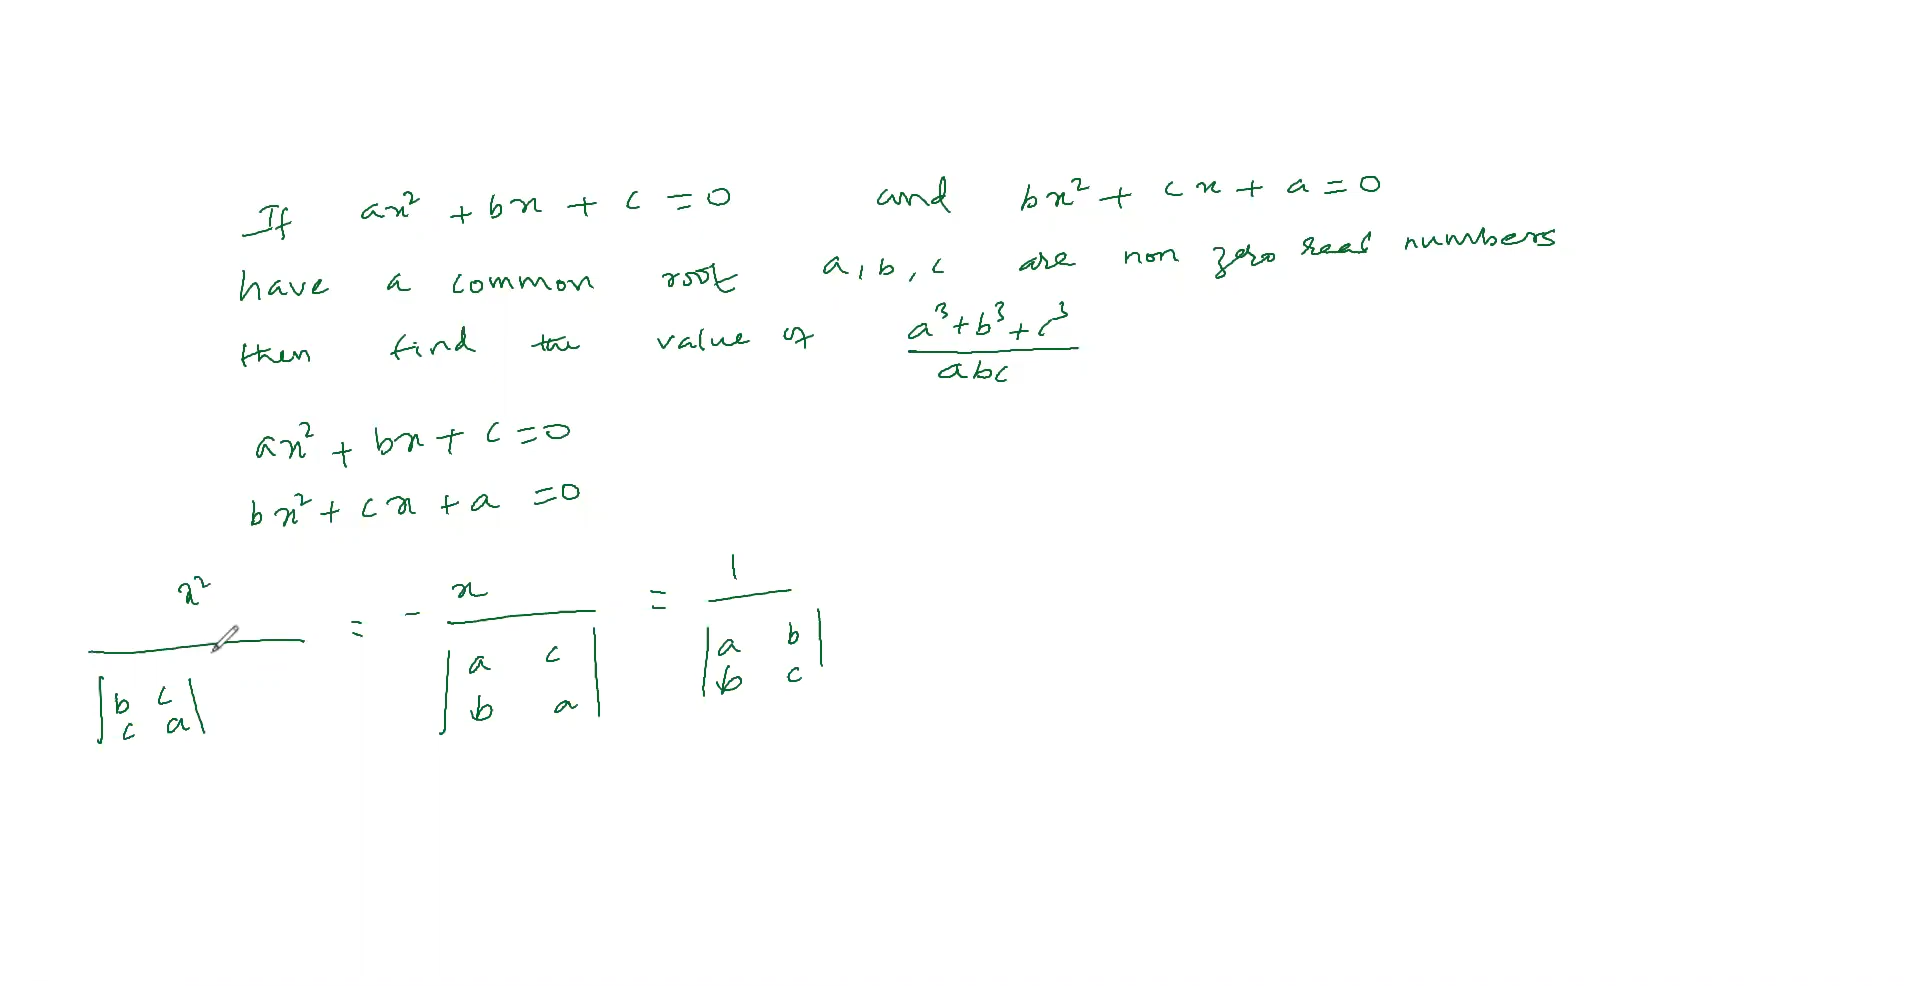 If ax² + bx + c = 0 and bx² + cx + a = 0
have a common root a, b, c are non zero real numbers
then find the value of a³+b³+c³ / abc
ax² + bx + c = 0
bx² + cx + a = 0
x² / |b c; c a| = - x / |a c; b a| = 1 / |a b; b c|